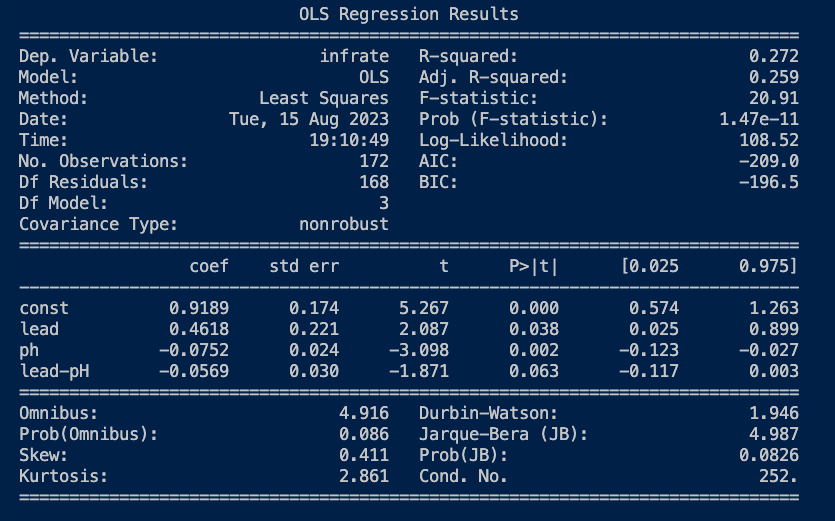 OLS Regression Results
==============================================================================
Dep. Variable: infrate R-squared: 0.272
Model: OLS Adj. R-squared: 0.259
Method: Least Squares F-statistic: 20.91
Date: Tue, 15 Aug 2023 Prob (F-statistic): 1.47e-11
Time: 19:10:49 Log-Likelihood: 108.52
No. Observations: 172 AIC: -209.0
Df Residuals: 168 BIC: -196.5
Df Model: 3
Covariance Type: nonrobust
==============================================================================
coef std err t P>|t| [0.025 0.975]
------------------------------------------------------------------------------
const 0.9189 0.174 5.267 0.000 0.574 1.263
lead 0.4618 0.221 2.087 0.038 0.025 0.899
ph -0.0752 0.024 -3.098 0.002 -0.123 -0.027
lead-pH -0.0569 0.030 -1.871 0.063 -0.117 0.003
==============================================================================
Omnibus: 4.916 Durbin-Watson: 1.946
Prob(Omnibus): 0.086 Jarque-Bera (JB): 4.987
Skew: 0.411 Prob(JB): 0.0826
Kurtosis: 2.861 Cond. No. 252.
==============================================================================